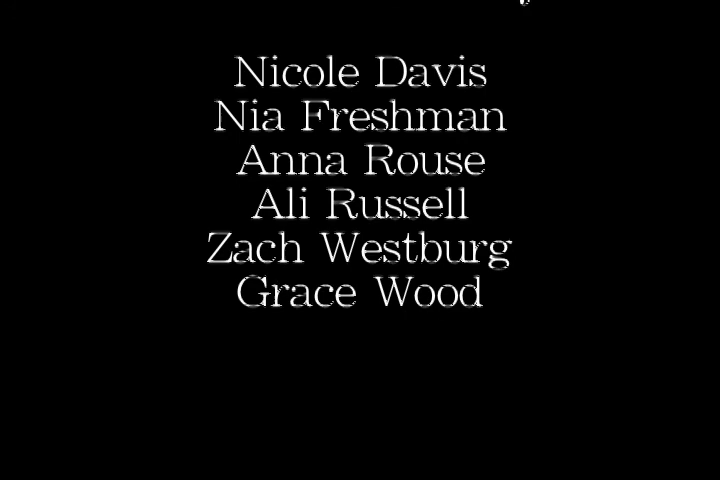 Nicole Davis
Nia Freshman
Anna Rouse
Ali Russell
Zach Westburg
Grace Wood